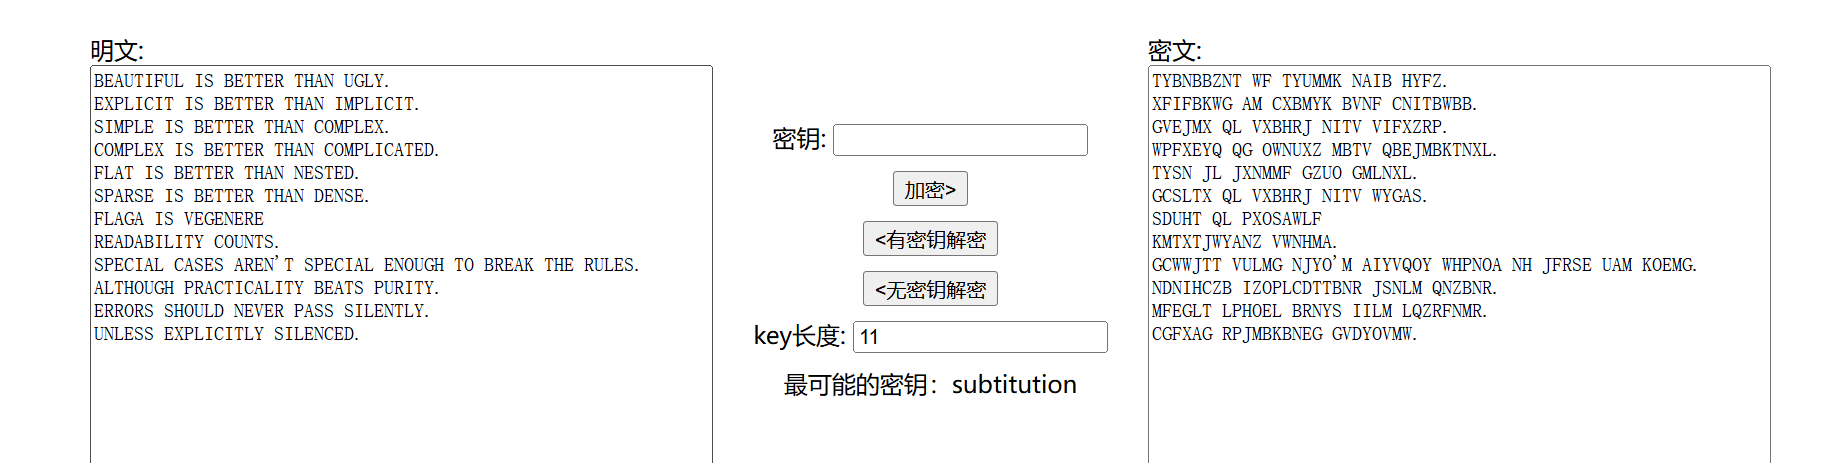 明文:
BEAUTIFUL IS BETTER THAN UGLY.
EXPLICIT IS BETTER THAN IMPLICIT.
SIMPLE IS BETTER THAN COMPLEX.
COMPLEX IS BETTER THAN COMPLICATED.
FLAT IS BETTER THAN NESTED.
SPARSE IS BETTER THAN DENSE.
FLAGA IS VEGENERE
READABILITY COUNTS.
SPECIAL CASES AREN'T SPECIAL ENOUGH TO BREAK THE RULES.
ALTHOUGH PRACTICALITY BEATS PURITY.
ERRORS SHOULD NEVER PASS SILENTLY.
UNLESS EXPLICITLY SILENCED.
密钥:
加密>
<有密钥解密
<无密钥解密
key长度: 11
最可能的密钥：subtitution
密文:
TYBNBBZNT WF TYUMMK NAIB HYFZ.
XFIFBKWG AM CXBMYK BVNF CNITBWBB.
GVEJMX QL VXBHRJ NITV VIFXZRP.
WPFXEYQ QG OWNUXZ MBTV QBEJMBKTNXL.
TYSN JL JXNMMF GZUO GMLNXL.
GCSLTX QL VXBHRJ NITV WYGAS.
SDUHT QL PXOSAWLF
KMTXTJWYANZ VWNHMA.
GCWWJTT VULMG NJYO'M AIYVQOY WHPNOA NH JFRSE UAM KOEMG.
NDNIHCZB IZOPLCDTTBNR JSNLM QNZBNR.
MFEGLT LPHOEL BRNYS IILM LQZRFNMR.
CGFXAG RPJMBKBNEG GVDYOVMW.